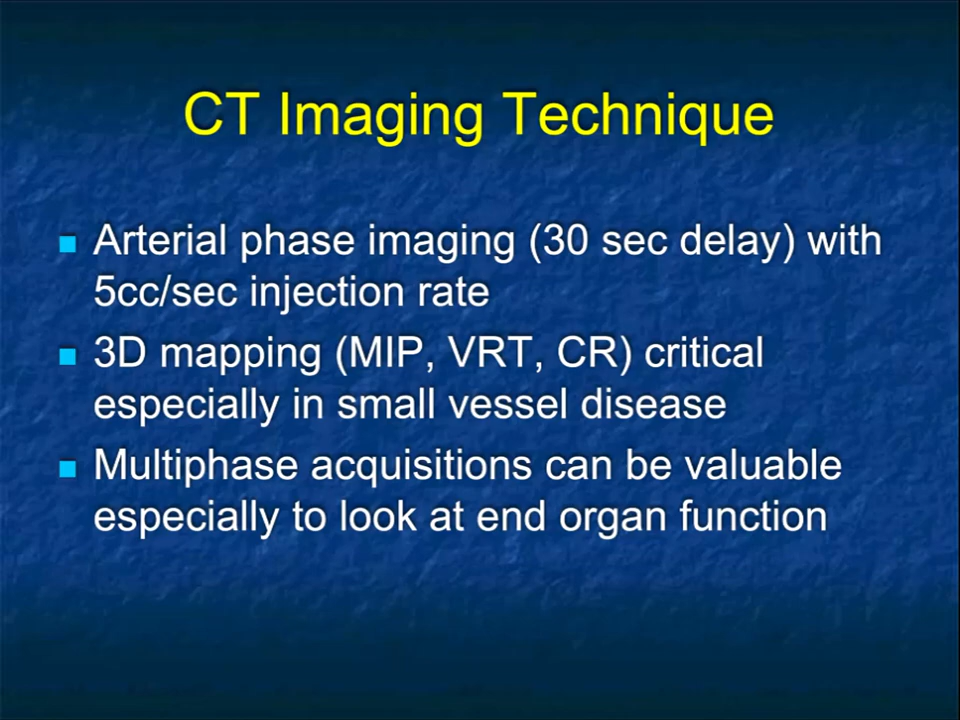 CT Imaging Technique
Arterial phase imaging (30 sec delay) with
5cc/sec injection rate
3D mapping (MIP, VRT, CR) critical
especially in small vessel disease
Multiphase acquisitions can be valuable
especially to look at end organ function